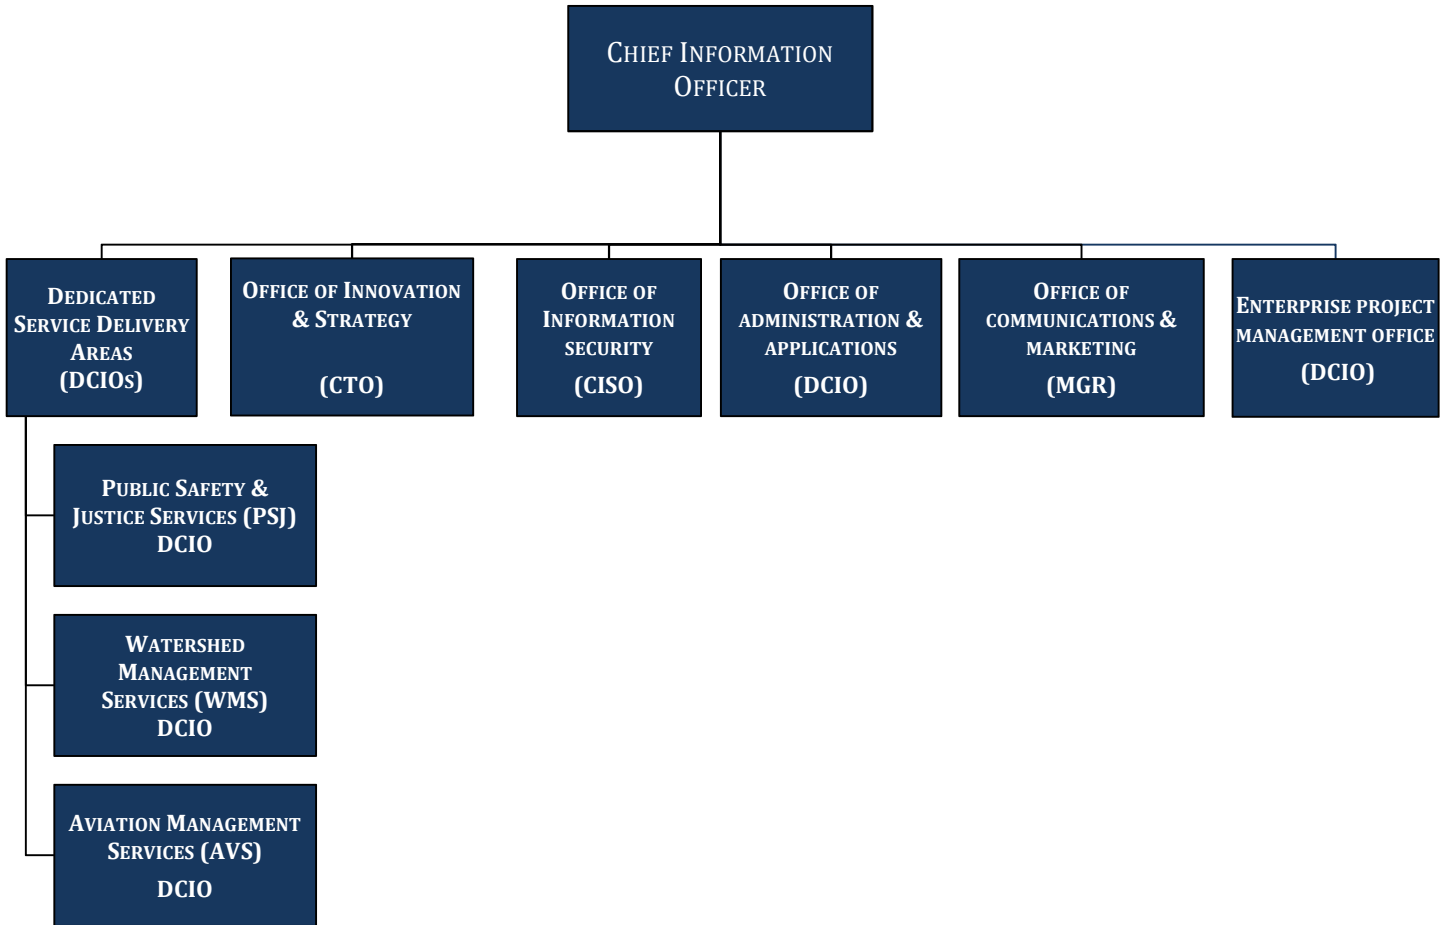 Chief Information
Officer
Dedicated
Service Delivery
Areas
(DCIOs)
Office of Innovation
& Strategy
(CTO)
Office of
Information
security
(CISO)
Office of
administration &
applications
(DCIO)
Office of
communications &
marketing
(MGR)
Enterprise project
management office
(DCIO)
Public Safety &
Justice Services (PSJ)
DCIO
Watershed
Management
Services (WMS)
DCIO
Aviation Management
Services (AVS)
DCIO